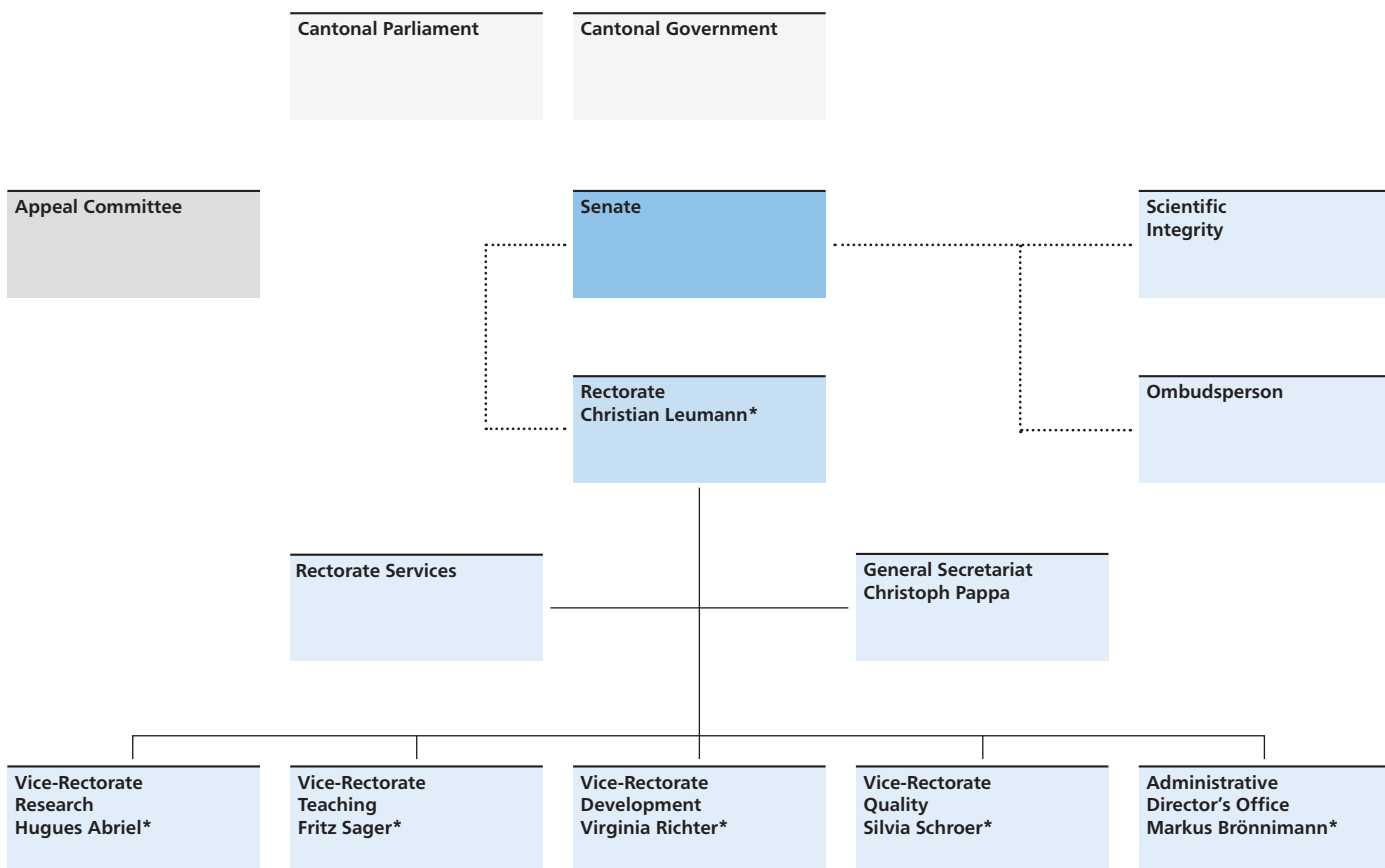 Cantonal Parliament
Cantonal Government
Appeal Committee
Senate
Scientific
Integrity
Rectorate
Christian Leumann*
Ombudsperson
Rectorate Services
General Secretariat
Christoph Pappa
Vice-Rectorate
Research
Hugues Abriel*
Vice-Rectorate
Teaching
Fritz Sager*
Vice-Rectorate
Development
Virginia Richter*
Vice-Rectorate
Quality
Silvia Schroer*
Administrative
Director’s Office
Markus Brönnimann*